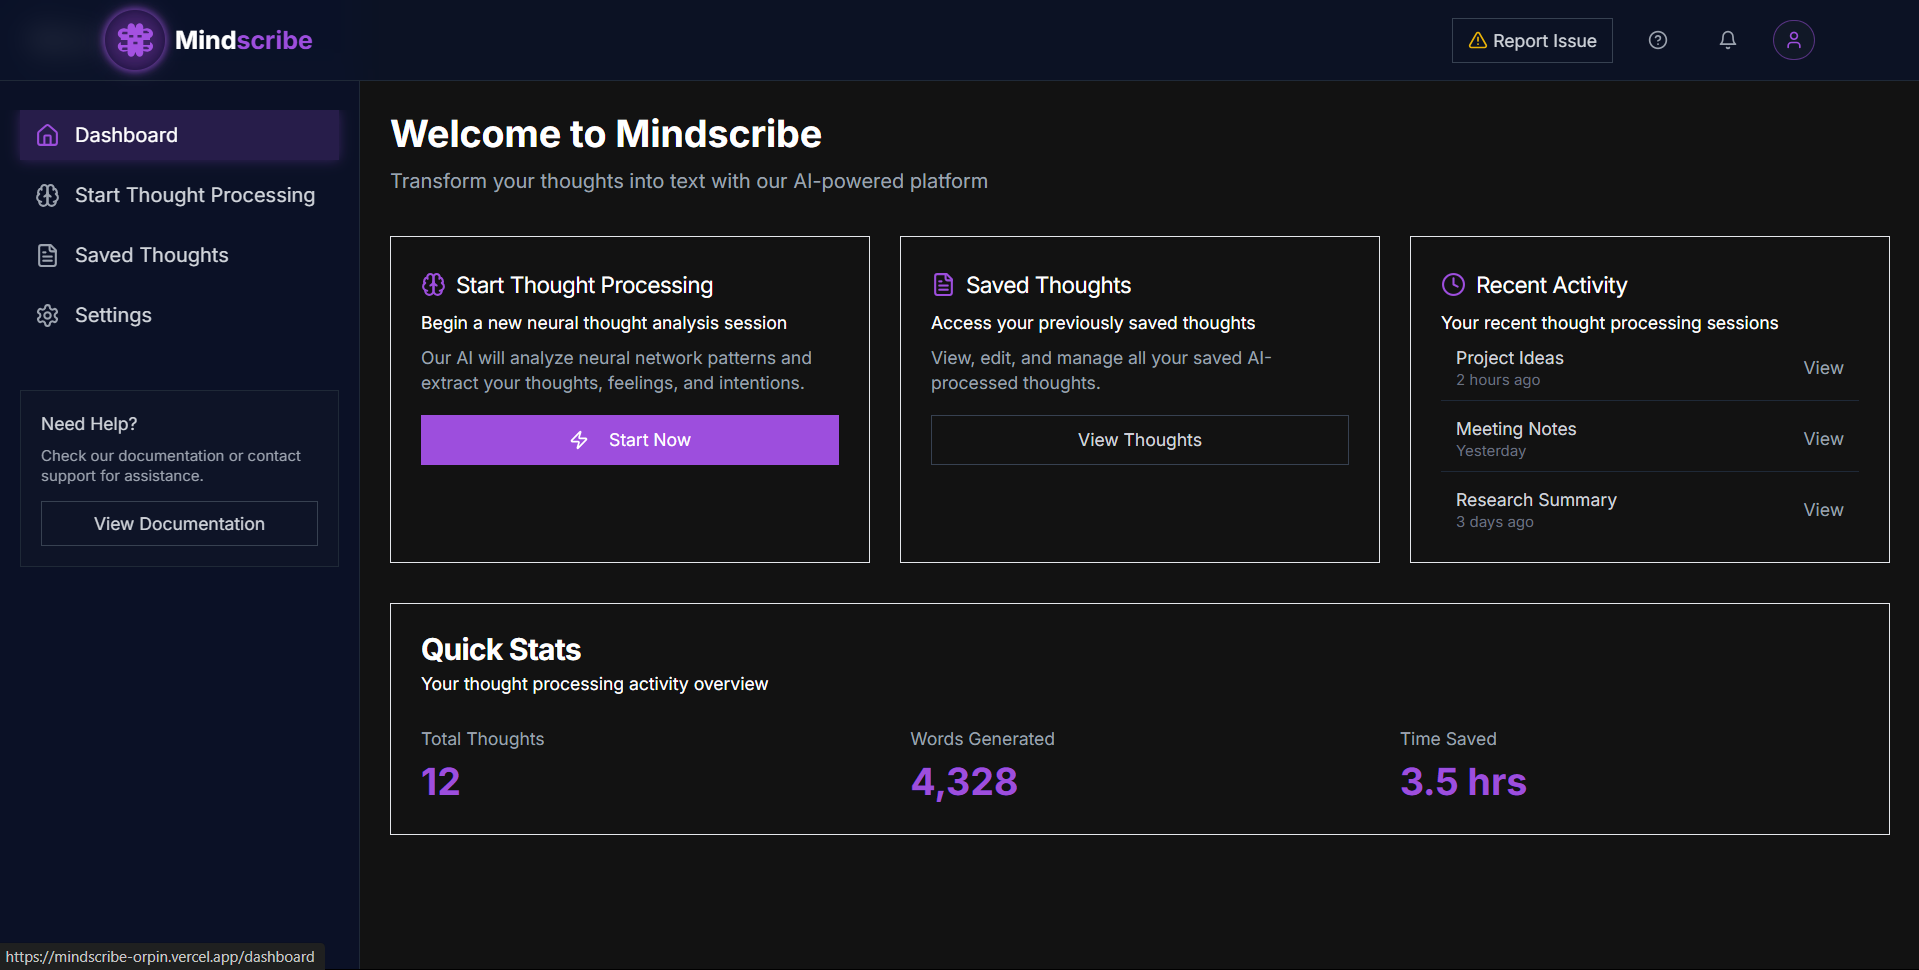 Mindscribe
Report Issue
Dashboard
Start Thought Processing
Saved Thoughts
Settings
Need Help?
Check our documentation or contact
support for assistance.
View Documentation
Welcome to Mindscribe
Transform your thoughts into text with our AI-powered platform
Start Thought Processing
Begin a new neural thought analysis session
Our AI will analyze neural network patterns and
extract your thoughts, feelings, and intentions.
Start Now
Saved Thoughts
Access your previously saved thoughts
View, edit, and manage all your saved AI-
processed thoughts.
View Thoughts
Recent Activity
Your recent thought processing sessions
Project Ideas
2 hours ago
View
Meeting Notes
Yesterday
View
Research Summary
3 days ago
View
Quick Stats
Your thought processing activity overview
Total Thoughts
12
Words Generated
4,328
Time Saved
3.5 hrs
https://mindscribe-orpin.vercel.app/dashboard